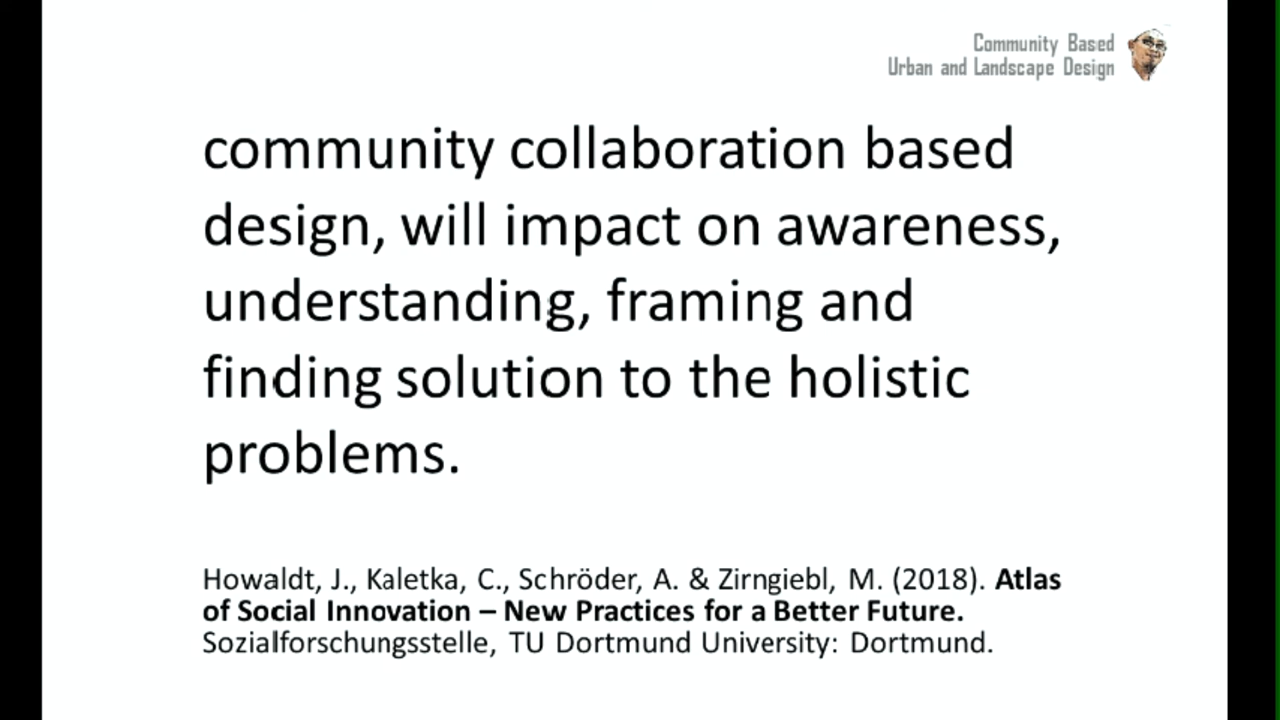 Community Based
Urban and Landscape Design
community collaboration based
design, will impact on awareness,
understanding, framing and
finding solution to the holistic
problems.
Howaldt, J., Kaletka, C., Schröder, A. & Zirngiebl, M. (2018). Atlas
of Social Innovation – New Practices for a Better Future.
Sozialforschungsstelle, TU Dortmund University: Dortmund.